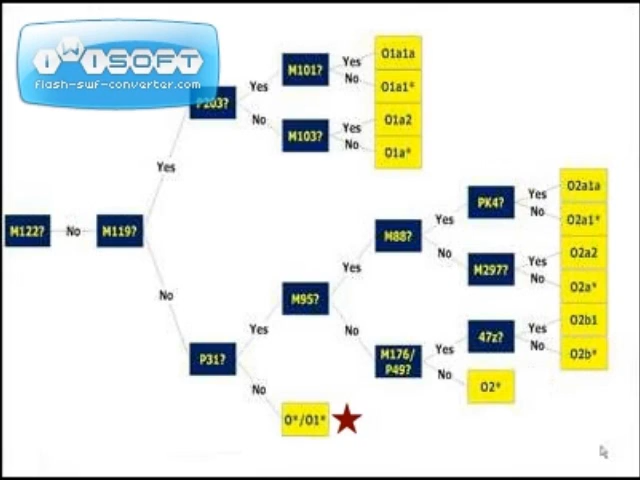 iWiSOFT
flash-swf-converter.com
P203?
Yes
No
M101?
Yes
No
O1a1a
O1a1*
M103?
Yes
No
O1a2
O1a*
Yes
M122?
No
M119?
No
P31?
Yes
No
M95?
Yes
No
M88?
Yes
No
PK4?
Yes
No
O2a1a
O2a1*
M297?
Yes
No
O2a2
O2a*
M176/
P49?
Yes
No
47z?
Yes
No
O2b1
O2b*
O2*
O*/O1*